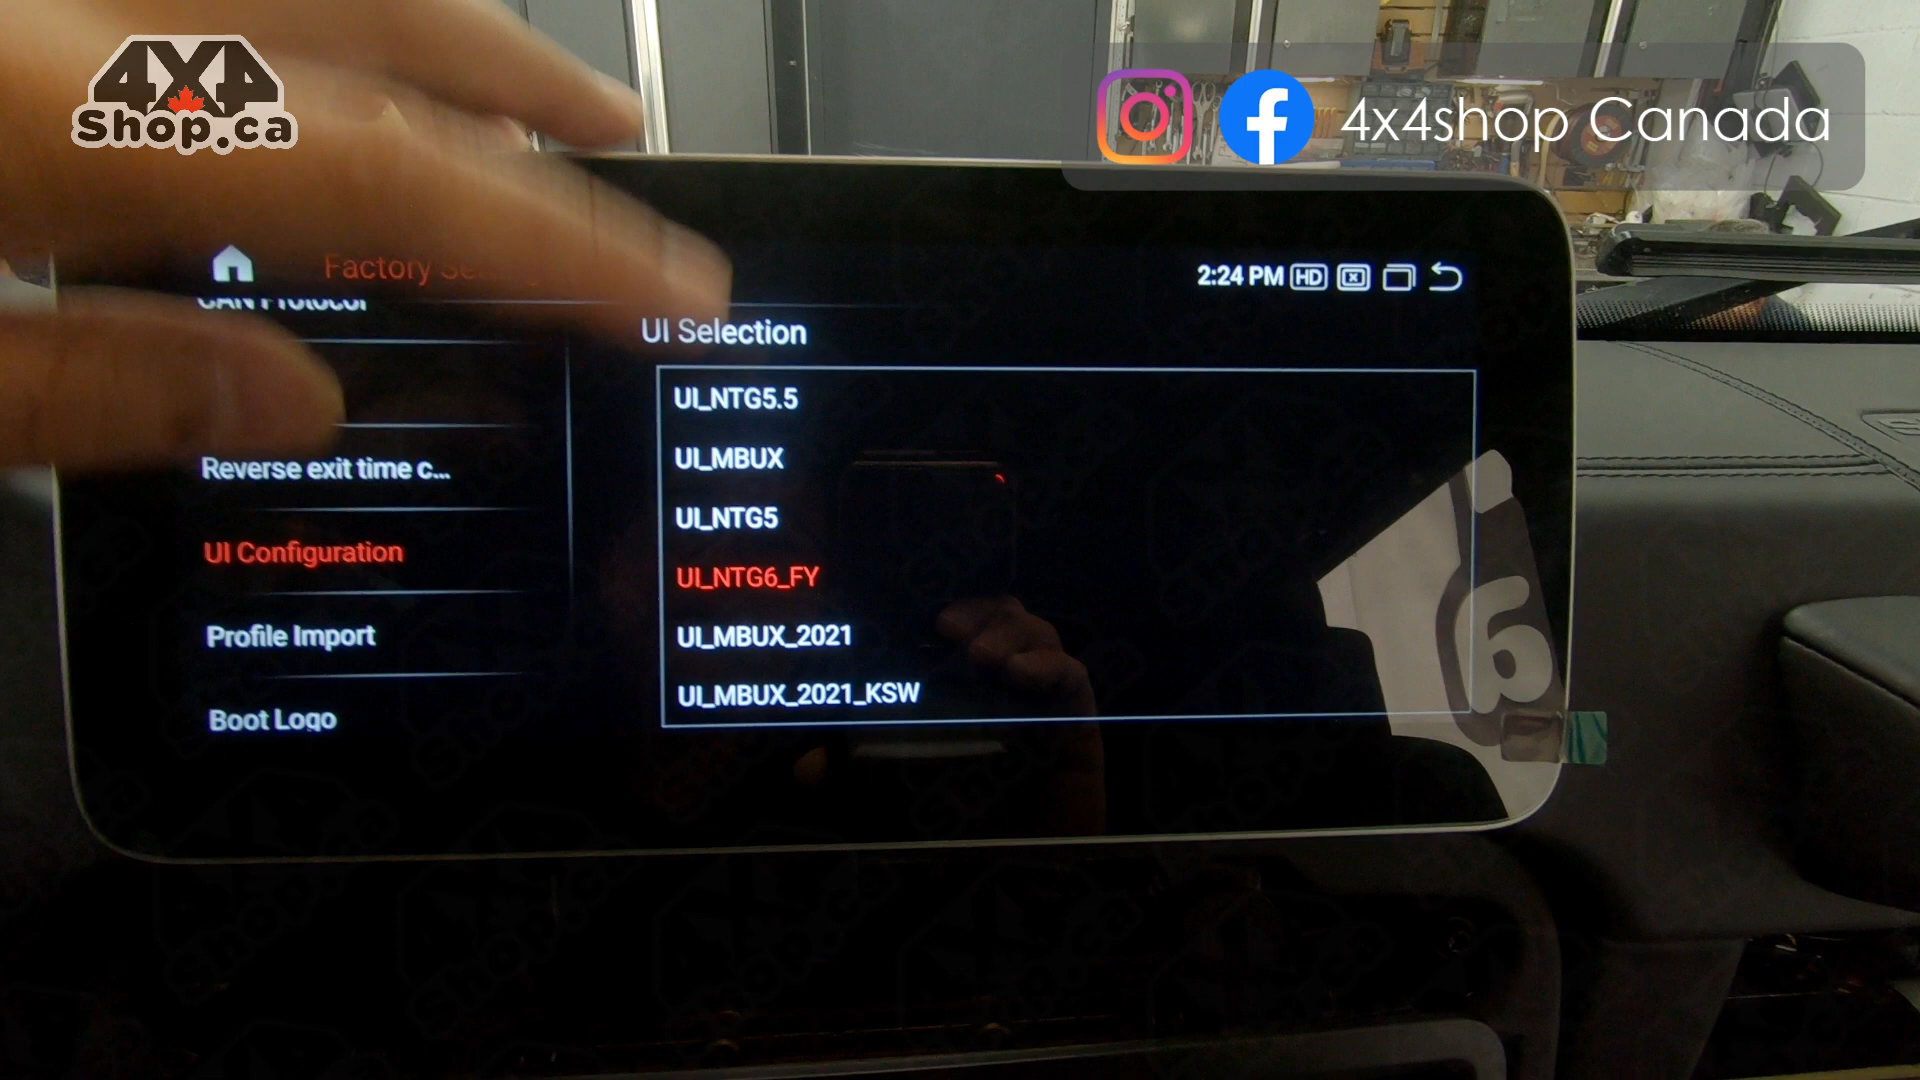 4X4
Shop.ca
4x4shop Canada
Factory
2:24 PM HD
CAN Protocol
UI Selection
UI_NTG5.5
UI_MBUX
Reverse exit time c...
UI_NTG5
UI Configuration
UI_NTG6_FY
Profile Import
UI_MBUX_2021
UI_MBUX_2021_KSW
Boot Logo
6